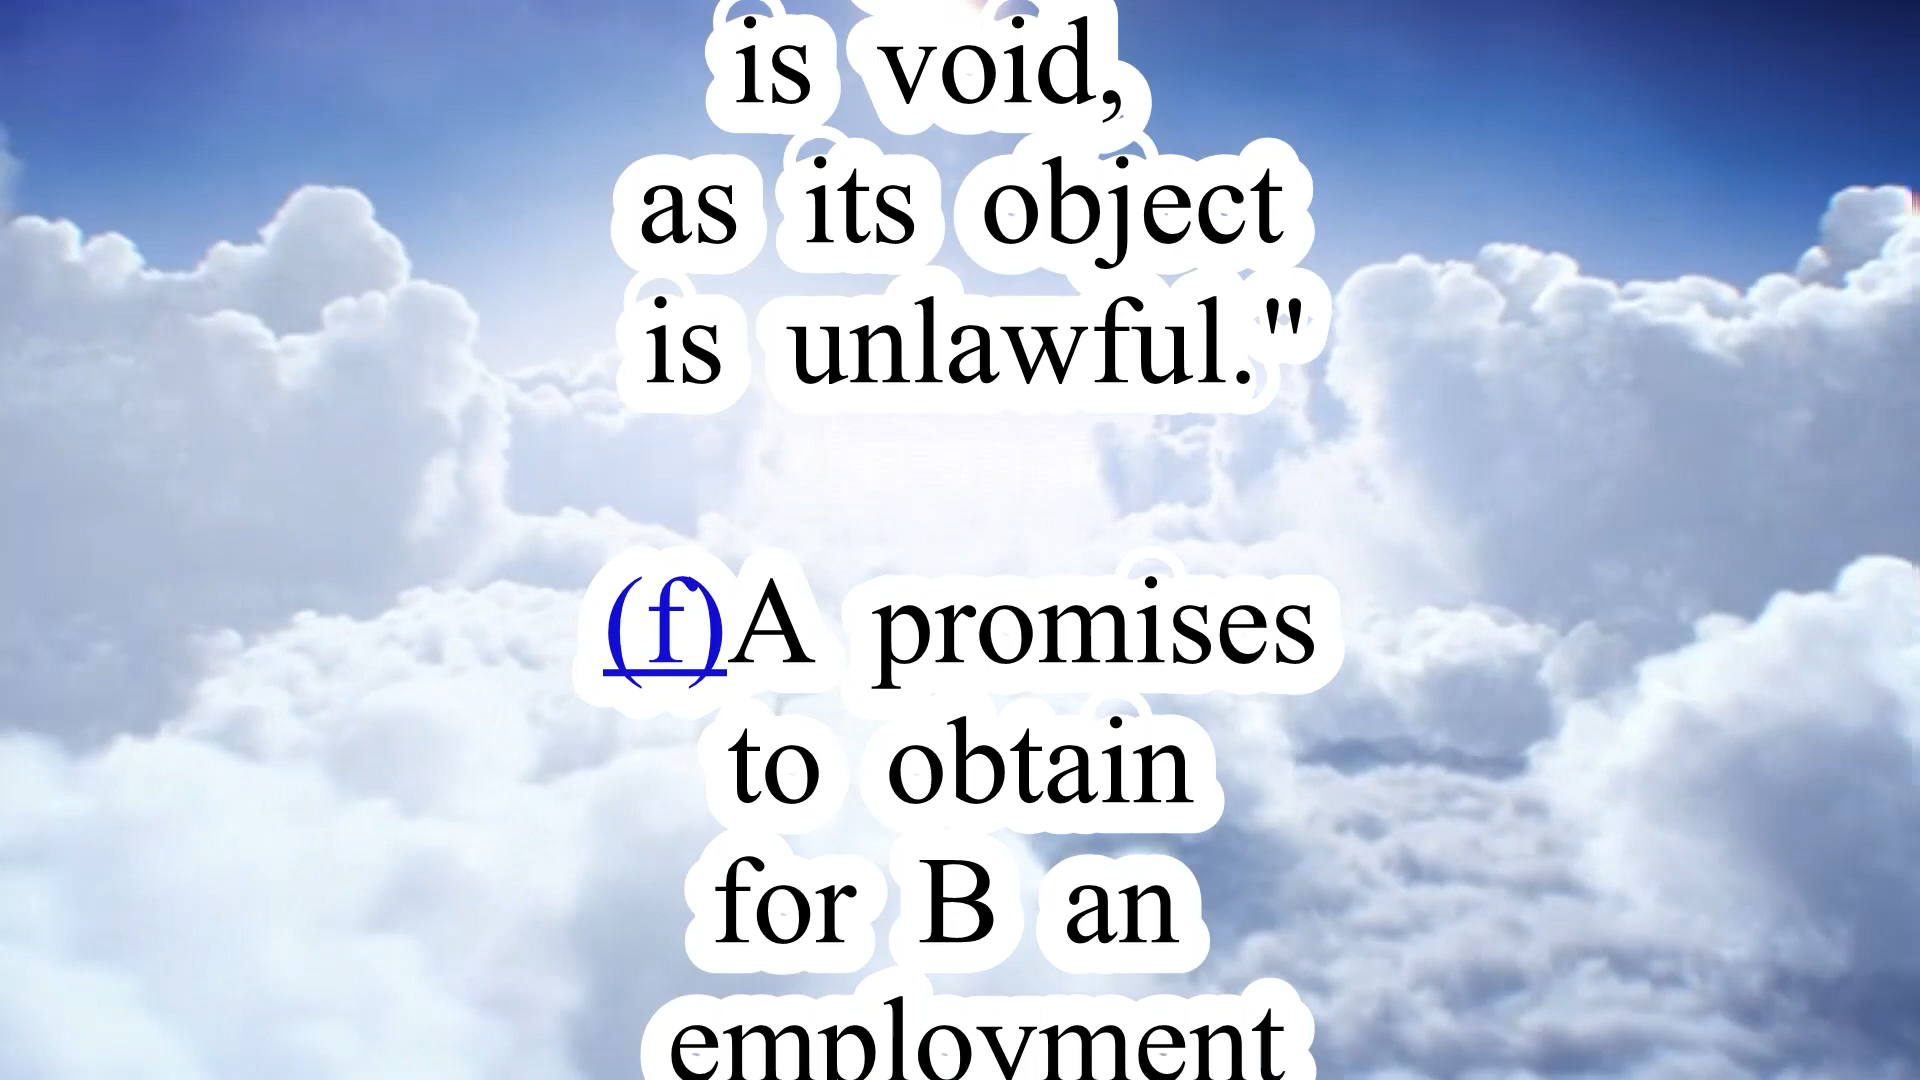 is void,
as its object
is unlawful."
(f)A promises
to obtain
for B an
employment